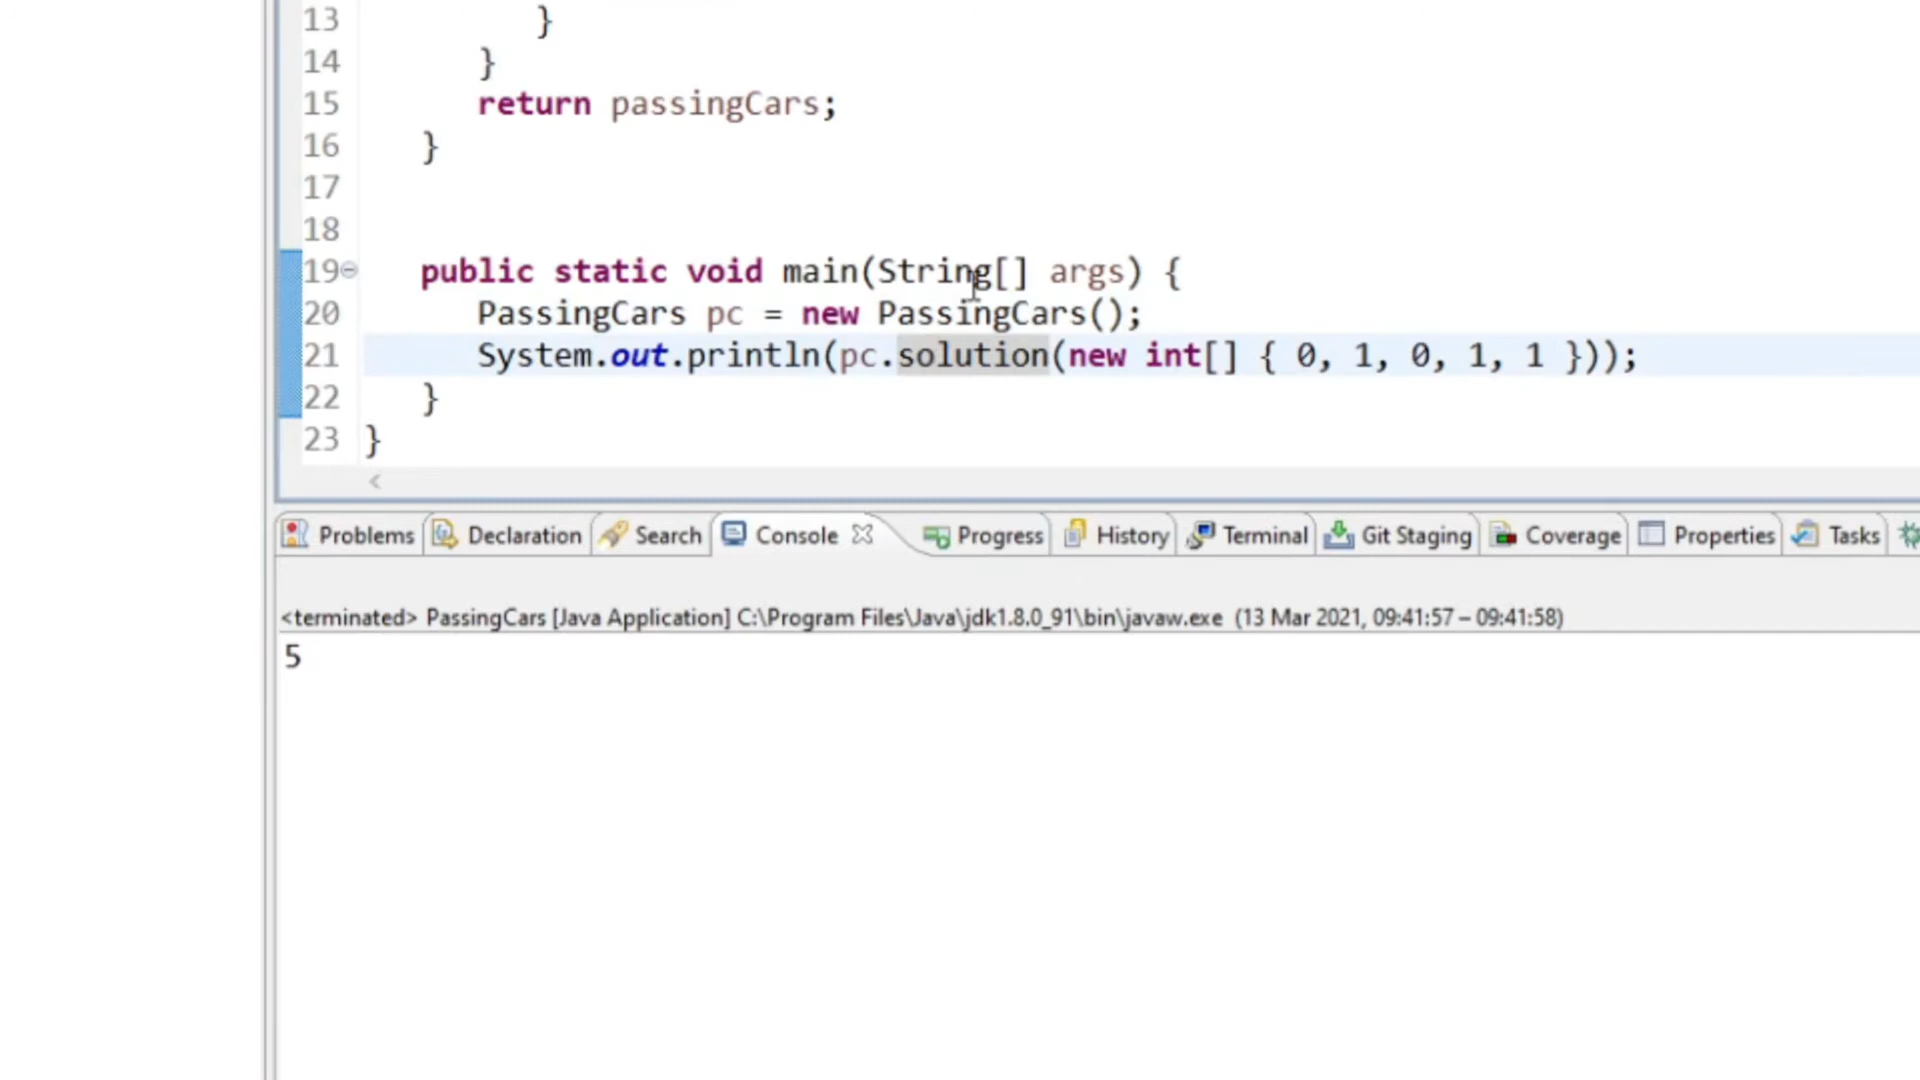 13 }
14 }
15 return passingCars;
16 }
17
18
19 public static void main(String[] args) {
20 PassingCars pc = new PassingCars();
21 System.out.println(pc.solution(new int[] { 0, 1, 0, 1, 1 }));
22 }
23 }
<
Problems Declaration Search Console Progress History Terminal Git Staging Coverage Properties Tasks
<terminated> PassingCars [Java Application] C:\Program Files\Java\jdk1.8.0_91\bin\javaw.exe (13 Mar 2021, 09:41:57 – 09:41:58)
5